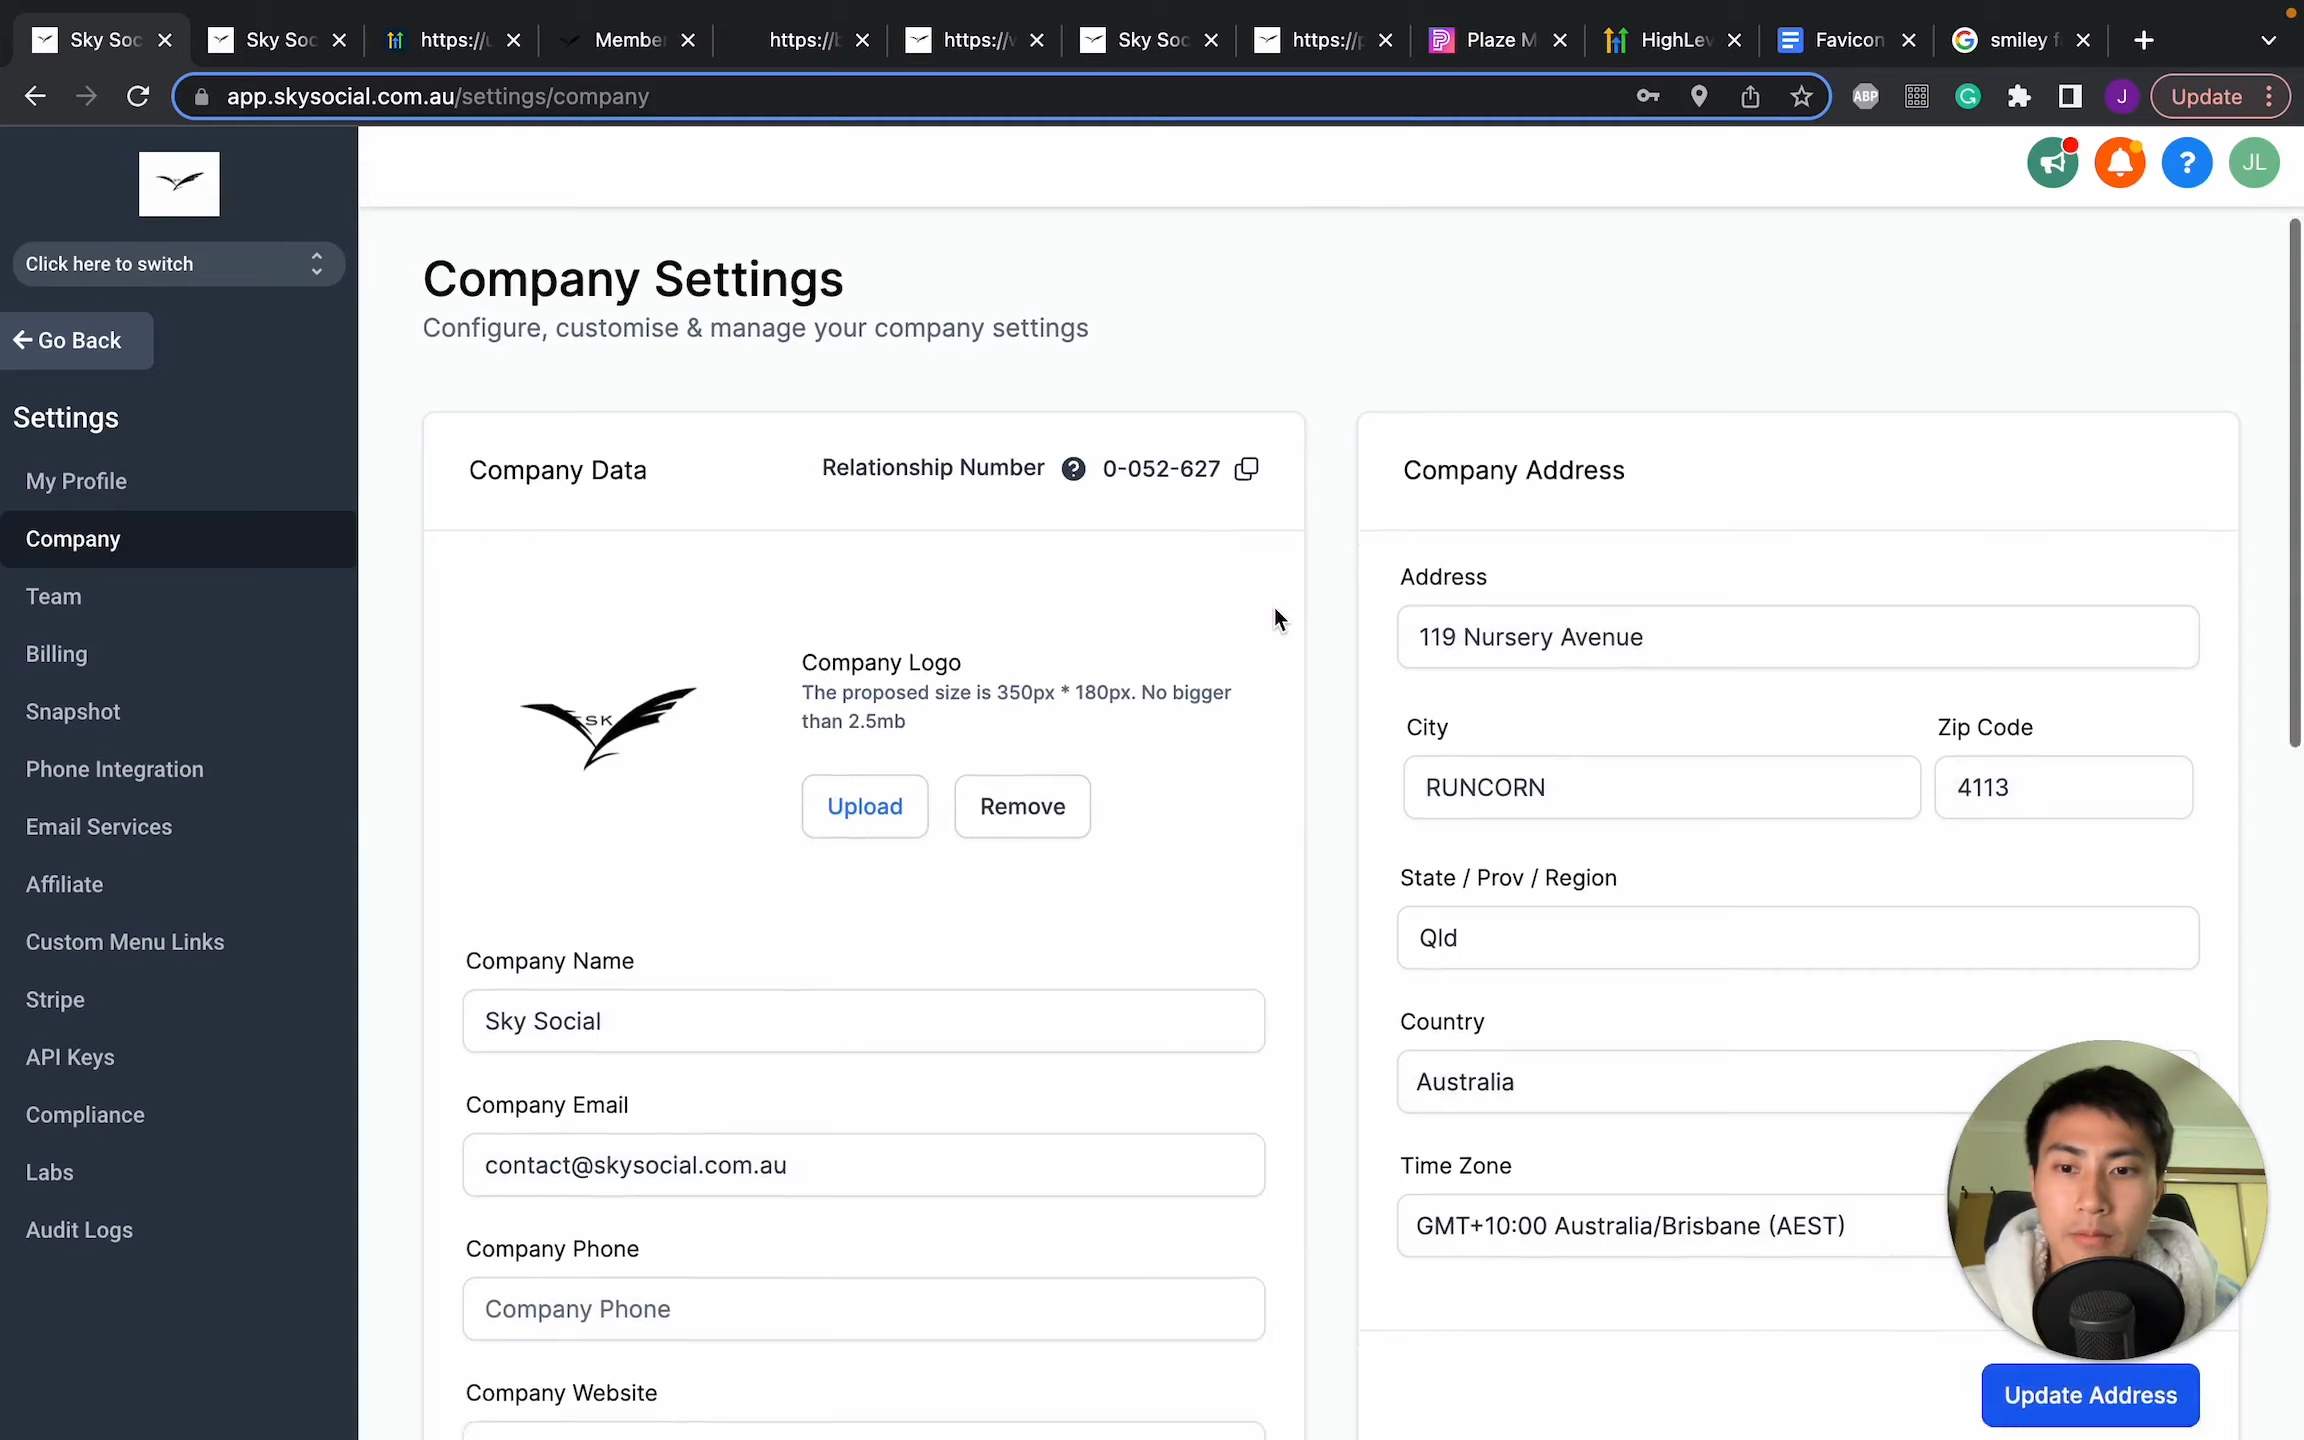 Sky Soc
Sky Soc
https://u
Member
https://b
https://v
Sky Soc
https://p
Plaze M
HighLev
Favicon
smiley f
app.skysocial.com.au/settings/company
ABP
J
Update
JL
Click here to switch
Go Back
Settings
My Profile
Company
Team
Billing
Snapshot
Phone Integration
Email Services
Affiliate
Custom Menu Links
Stripe
API Keys
Compliance
Labs
Audit Logs
Company Settings
Configure, customise & manage your company settings
Company Data
Relationship Number ? 0-052-627
SK
Company Logo
The proposed size is 350px * 180px. No bigger
than 2.5mb
Upload
Remove
Company Name
Sky Social
Company Email
contact@skysocial.com.au
Company Phone
Company Phone
Company Website
Company Address
Address
119 Nursery Avenue
City
Zip Code
RUNCORN
4113
State / Prov / Region
Qld
Country
Australia
Time Zone
GMT+10:00 Australia/Brisbane (AEST)
Update Address